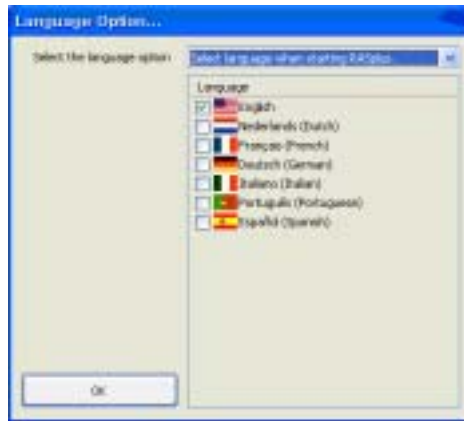 Language Option...
Select the language option
Select language when starting RASplus
Language
English
Nederlands (Dutch)
Français (French)
Deutsch (German)
Italiano (Italian)
Português (Portuguese)
Español (Spanish)
OK